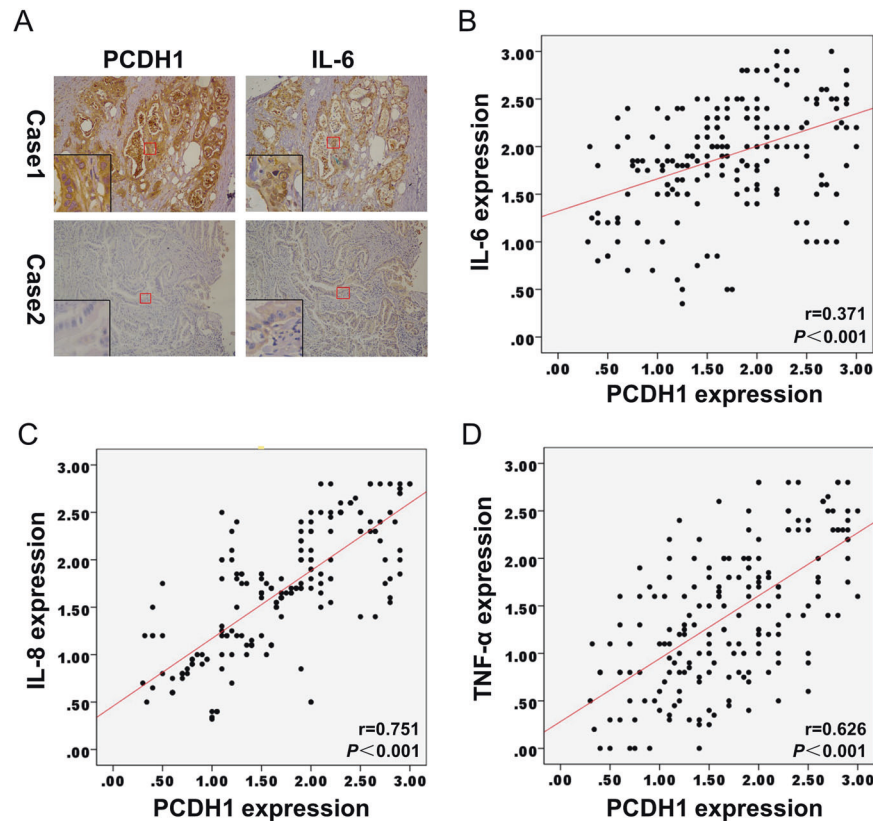 A
PCDH1
IL-6
Case1
Case2
B
3.00
2.50
2.00
1.50
1.00
.50
.00
IL-6 expression
r=0.371
P<0.001
.00 .50 1.00 1.50 2.00 2.50 3.00
PCDH1 expression
C
3.00
2.50
2.00
1.50
1.00
.50
.00
IL-8 expression
r=0.751
P<0.001
.00 .50 1.00 1.50 2.00 2.50 3.00
PCDH1 expression
D
3.00
2.50
2.00
1.50
1.00
.50
.00
TNF-α expression
r=0.626
P<0.001
.00 .50 1.00 1.50 2.00 2.50 3.00
PCDH1 expression